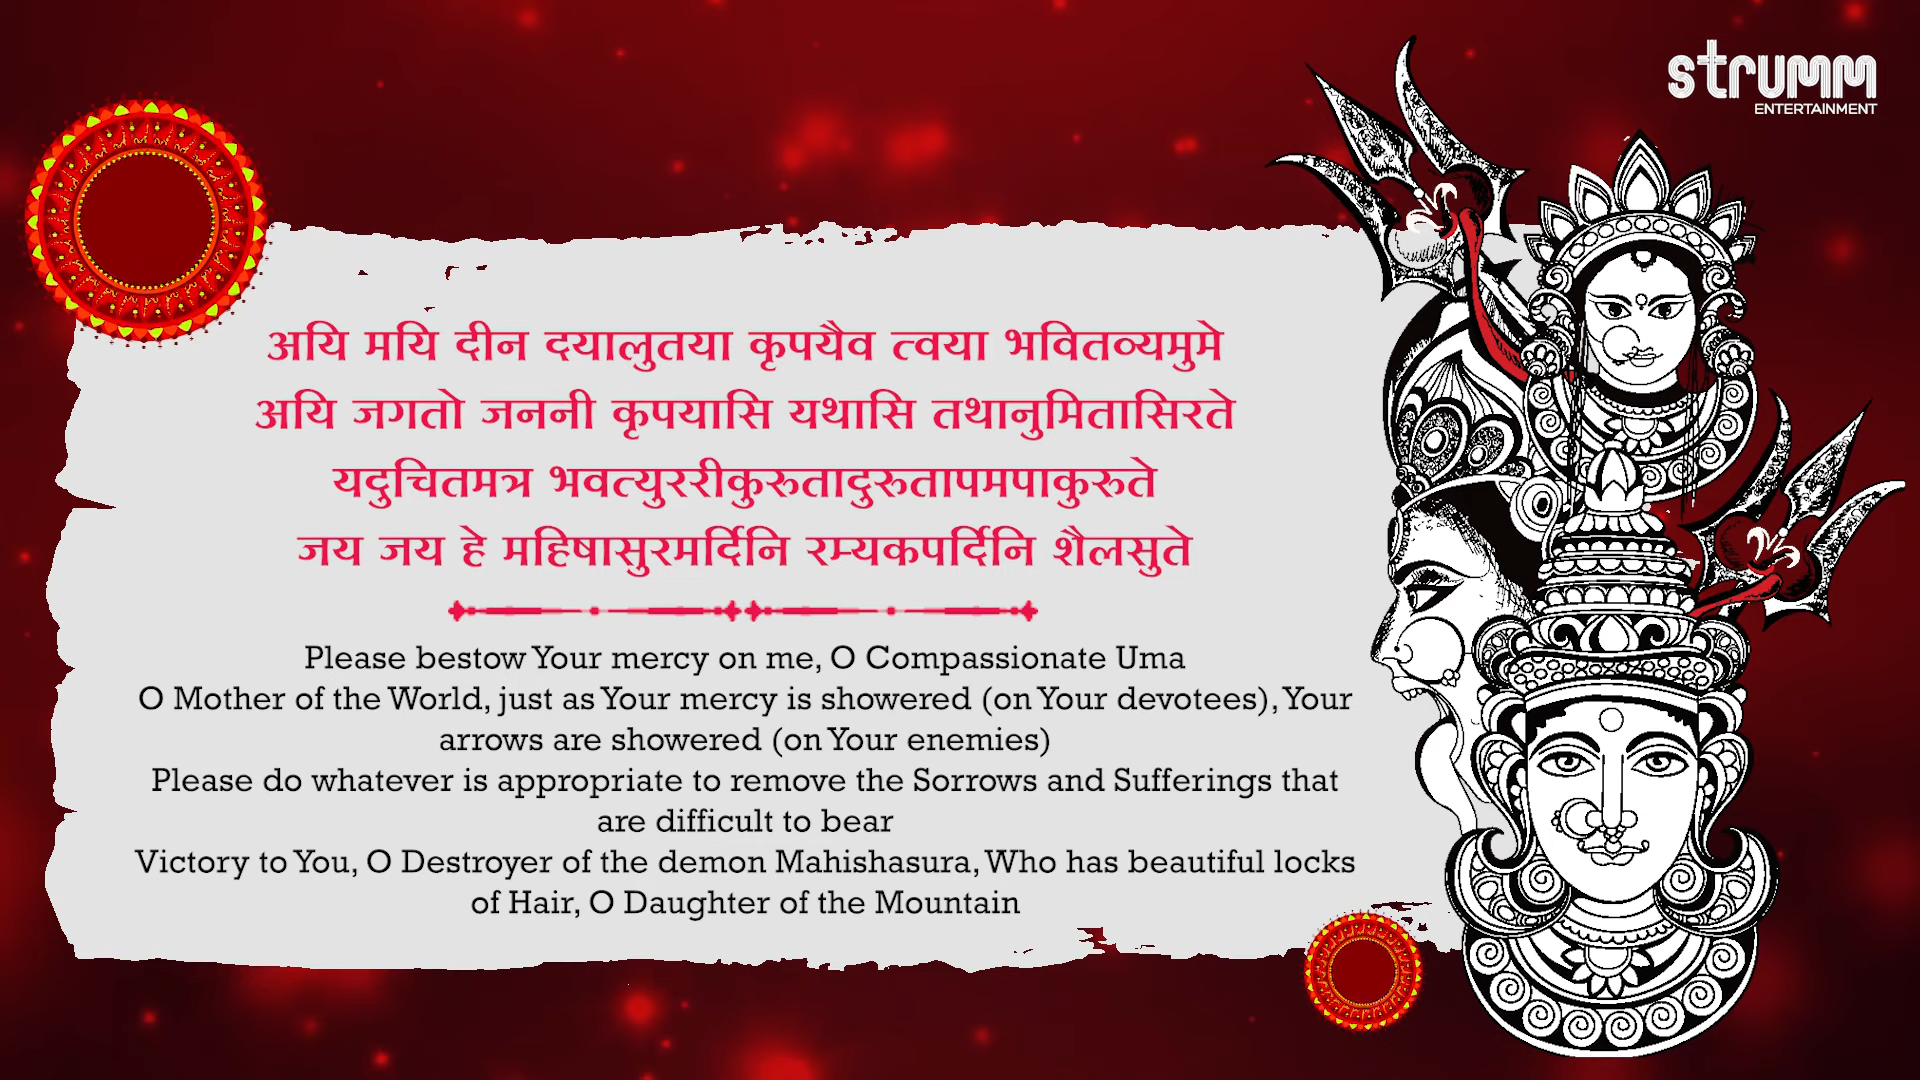 strumm
ENTERTAINMENT
अयि मयि दीन दयालुतया कृपयैव त्वया भवितव्यमुमे
अयि जगतो जननी कृपयासि यथासि तथानुमितासिरते
यदुचितमत्र भवत्युररीकुरुतादुरुतापमपाकुरुते
जय जय हे महिषासुरमर्दिनि रम्यकपर्दिनि शैलसुते
Please bestow Your mercy on me, O Compassionate Uma
O Mother of the World, just as Your mercy is showered (on Your devotees), Your
arrows are showered (on Your enemies)
Please do whatever is appropriate to remove the Sorrows and Sufferings that
are difficult to bear
Victory to You, O Destroyer of the demon Mahishasura, Who has beautiful locks
of Hair, O Daughter of the Mountain